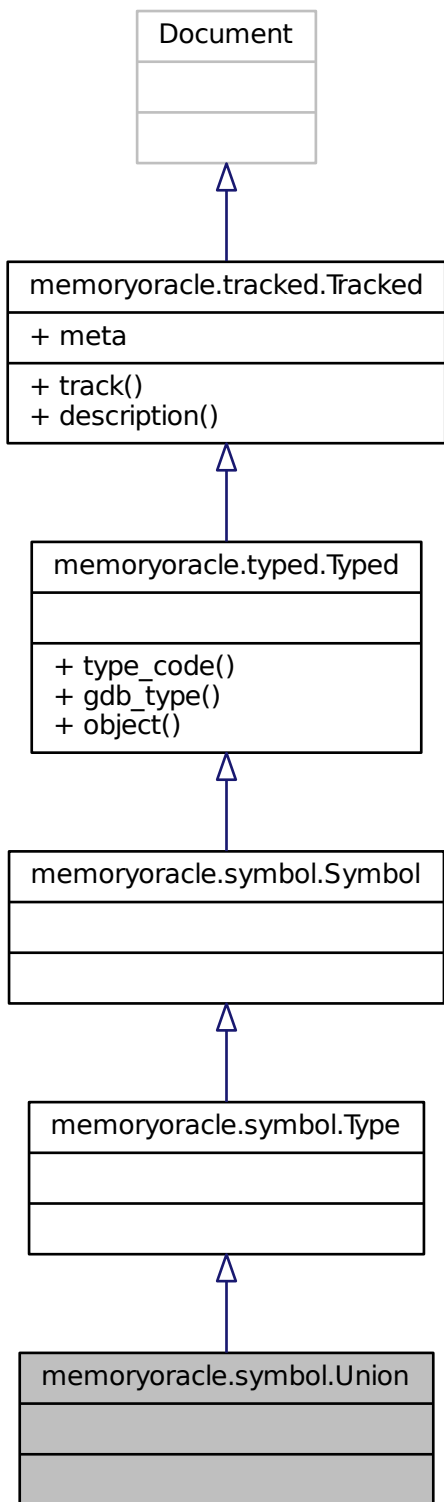 Document
memoryoracle.tracked.Tracked
+ meta
+ track()
+ description()
memoryoracle.typed.Typed
+ type_code()
+ gdb_type()
+ object()
memoryoracle.symbol.Symbol
memoryoracle.symbol.Type
memoryoracle.symbol.Union